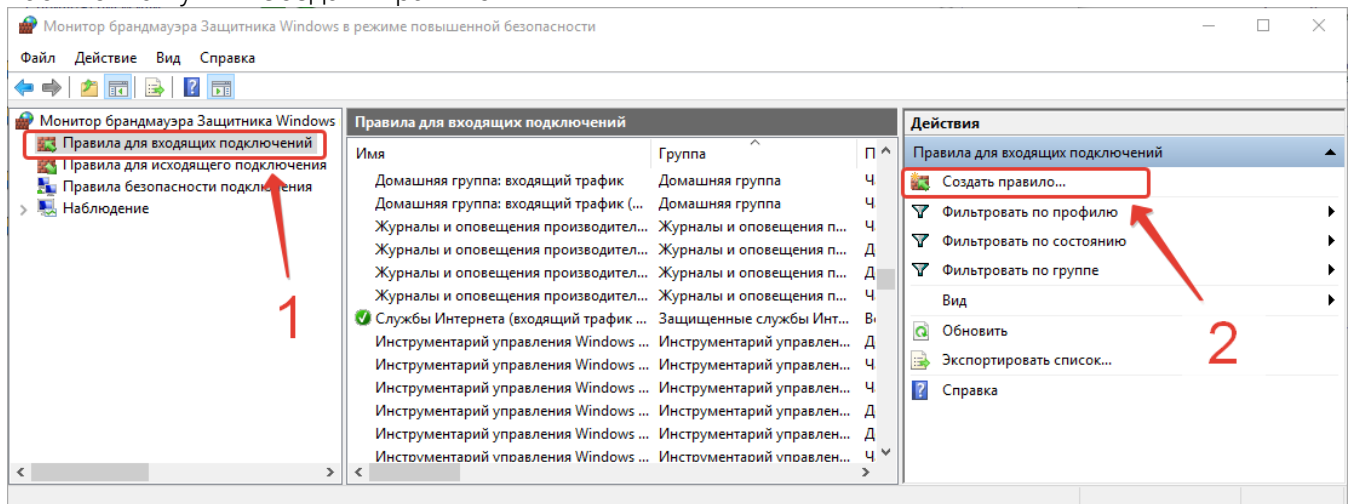 Монитор брандмауэра Защитника Windows в режиме повышенной безопасности
Файл Действие Вид Справка
Монитор брандмауэра Защитника Windows
Правила для входящих подключений
Правила для исходящего подключения
Правила безопасности подключения
Наблюдение
1
Правила для входящих подключений
Имя Группа П
Домашняя группа: входящий трафик Домашняя группа Ч
Домашняя группа: входящий трафик (... Домашняя группа Ч
Журналы и оповещения производител... Журналы и оповещения п... Ч
Журналы и оповещения производител... Журналы и оповещения п... Д
Журналы и оповещения производител... Журналы и оповещения п... Д
Журналы и оповещения производител... Журналы и оповещения п... Ч
Службы Интернета (входящий трафик ... Защищенные службы Инт... В
Инструментарий управления Windows ... Инструментарий управлен... Д
Инструментарий управления Windows ... Инструментарий управлен... Ч
Инструментарий управления Windows ... Инструментарий управлен... Ч
Инструментарий управления Windows ... Инструментарий управлен... Д
Инструментарий управления Windows ... Инструментарий управлен... Д
Инструментарий управления Windows ... Инструментарий управлен... Ч
Действия
Правила для входящих подключений
Создать правило...
Фильтровать по профилю
Фильтровать по состоянию
Фильтровать по группе
Вид
Обновить
Экспортировать список...
Справка
2